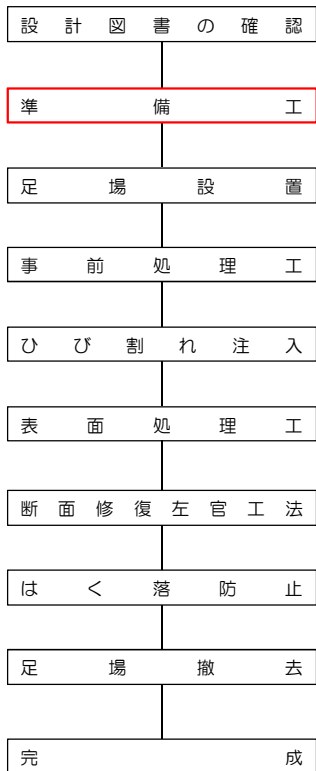 設計図書の確認
準備工
足場設置
事前処理工
ひび割れ注入
表面処理工
断面修復左官工法
はく落防止
足場撤去
完成